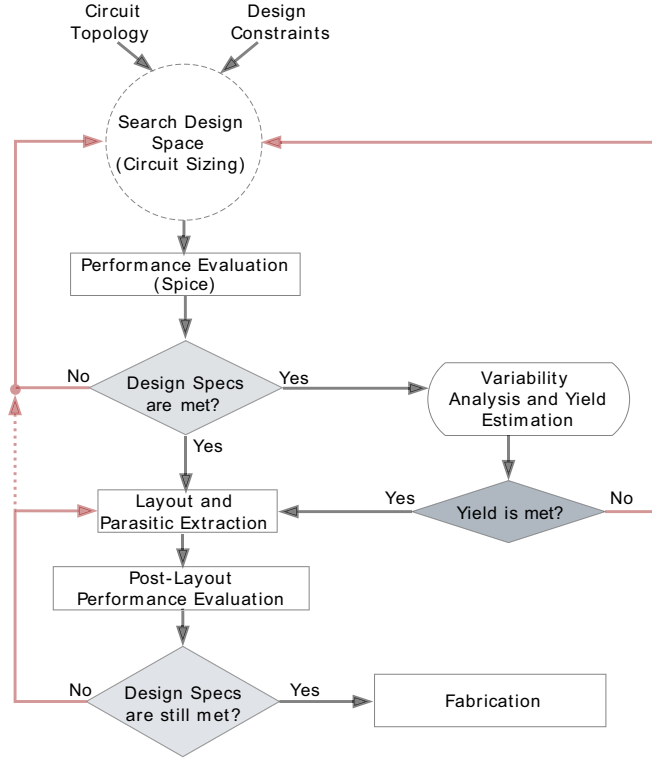 Circuit
Topology
Design
Constraints
Search Design
Space
(Circuit Sizing)
Performance Evaluation
(Spice)
No
Design Specs
are met?
Yes
Variability
Analysis and Yield
Estimation
Yes
Layout and
Parasitic Extraction
Yes
Yield is met?
No
Post-Layout
Performance Evaluation
No
Design Specs
are still met?
Yes
Fabrication